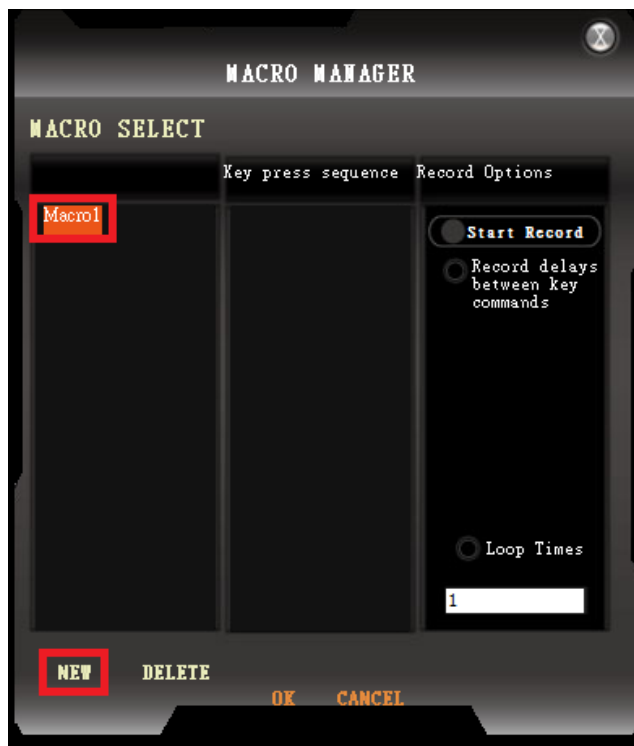 X
MACRO MANAGER
MACRO SELECT
Key press sequence Record Options
Macro1
Start Record
Record delays
between key
commands
Loop Times
1
NEW DELETE
OK CANCEL